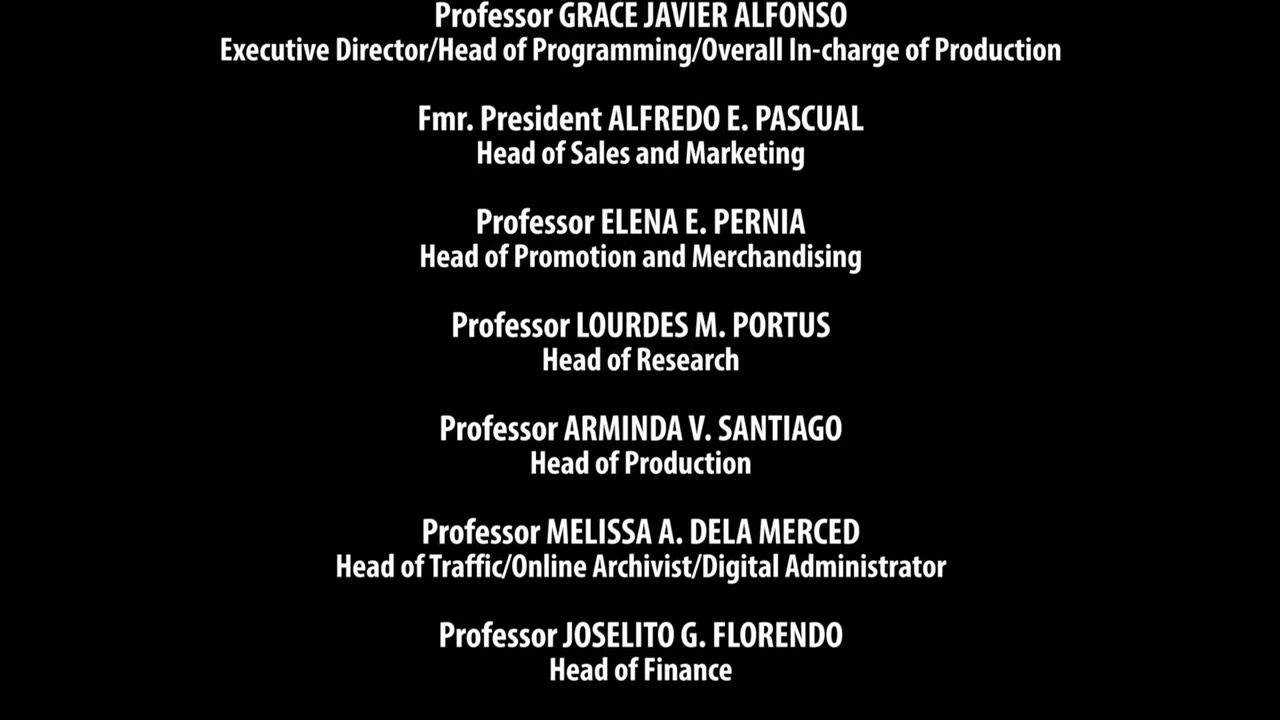 Professor GRACE JAVIER ALFONSO
Executive Director/Head of Programming/Overall In-charge of Production
Fmr. President ALFREDO E. PASCUAL
Head of Sales and Marketing
Professor ELENA E. PERNIA
Head of Promotion and Merchandising
Professor LOURDES M. PORTUS
Head of Research
Professor ARMINDA V. SANTIAGO
Head of Production
Professor MELISSA A. DELA MERCED
Head of Traffic/Online Archivist/Digital Administrator
Professor JOSELITO G. FLORENDO
Head of Finance